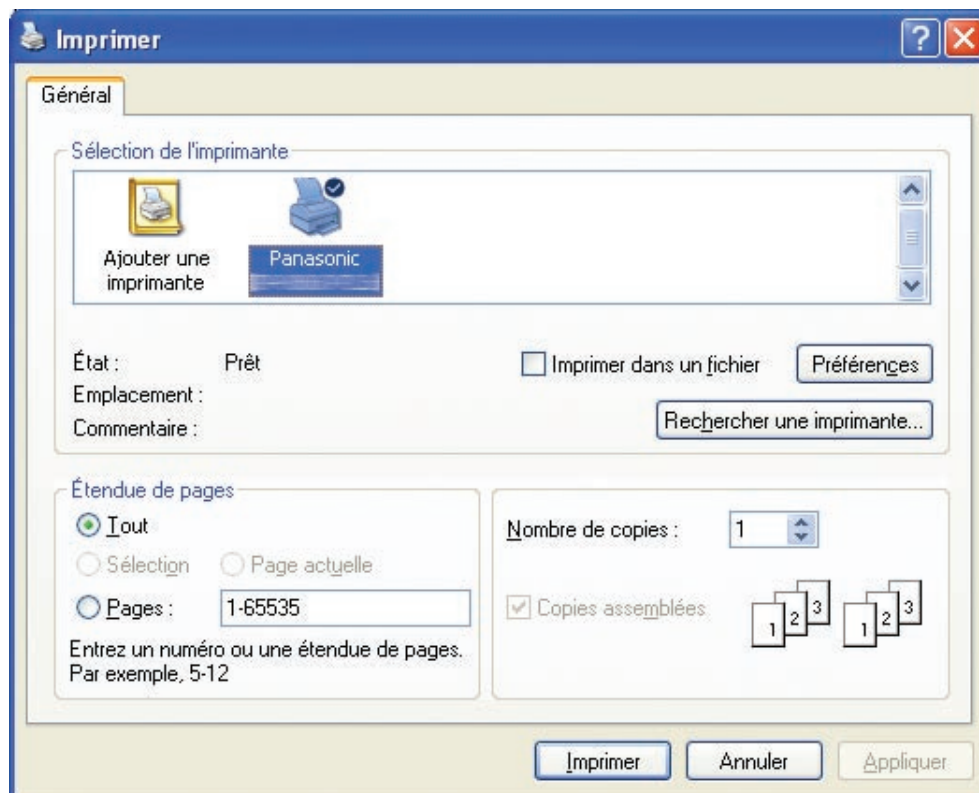 Imprimer
Général
Sélection de l'imprimante
Ajouter une
imprimante
Panasonic
État : Prêt
Imprimer dans un fichier
Préférences
Emplacement :
Commentaire :
Rechercher une imprimante...
Étendue de pages
Tout
Sélection
Page actuelle
Pages : 1-65535
Entrez un numéro ou une étendue de pages.
Par exemple, 5-12
Nombre de copies : 1
Copies assemblées
1 2 3
1 2 3
Imprimer
Annuler
Appliquer